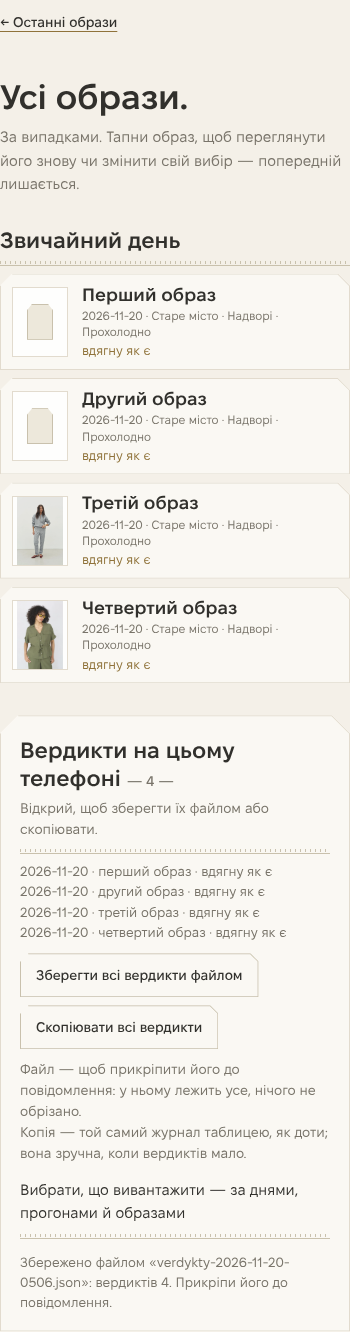 ← Останні образи
Усі образи.
За випадками. Тапни образ, щоб переглянути
його знову чи змінити свій вибір — попередній
лишається.
Звичайний день
Перший образ
2026-11-20 · Старе місто · Надворі ·
Прохолодно
вдягну як є
Другий образ
2026-11-20 · Старе місто · Надворі ·
Прохолодно
вдягну як є
Третій образ
2026-11-20 · Старе місто · Надворі ·
Прохолодно
вдягну як є
Четвертий образ
2026-11-20 · Старе місто · Надворі ·
Прохолодно
вдягну як є
Вердикти на цьому
телефоні — 4 —
Відкрий, щоб зберегти їх файлом або
скопіювати.
2026-11-20 · перший образ · вдягну як є
2026-11-20 · другий образ · вдягну як є
2026-11-20 · третій образ · вдягну як є
2026-11-20 · четвертий образ · вдягну як є
Зберегти всі вердикти файлом
Скопіювати всі вердикти
Файл — щоб прикріпити його до
повідомлення: у ньому лежить усе, нічого не
обрізано.
Копія — той самий журнал таблицею, як доти;
вона зручна, коли вердиктів мало.
Вибрати, що вивантажити — за днями,
прогонами й образами
Збережено файлом «verdykty-2026-11-20-
0506.json»: вердиктів 4. Прикріпи його до
повідомлення.